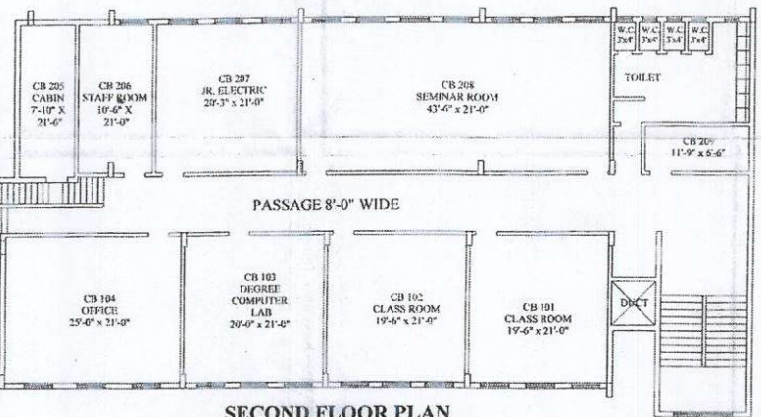 W.C. W.C. W.C. W.C.
3'x4' 3'x4' 3'x4' 3'x4'
TOILET
CB 205
CABIN
7'-10" X
21'-6"
CB 206
STAFF ROOM
10'-6" X
21'-0"
CB 207
JR. ELECTRIC
20'-3" x 21'-0"
CB 208
SEMINAR ROOM
43'-6" x 21'-0"
CB 209
11'-9" x 6'-6"
PASSAGE 8'-0" WIDE
CB 104
OFFICE
25'-0" x 21'-0"
CB 103
DEGREE
COMPUTER
LAB
20'-0" x 21'-0"
CB 102
CLASS ROOM
19'-6" x 21'-0"
CB 101
CLASS ROOM
19'-6" x 21'-0"
DUCT
SECOND FLOOR PLAN